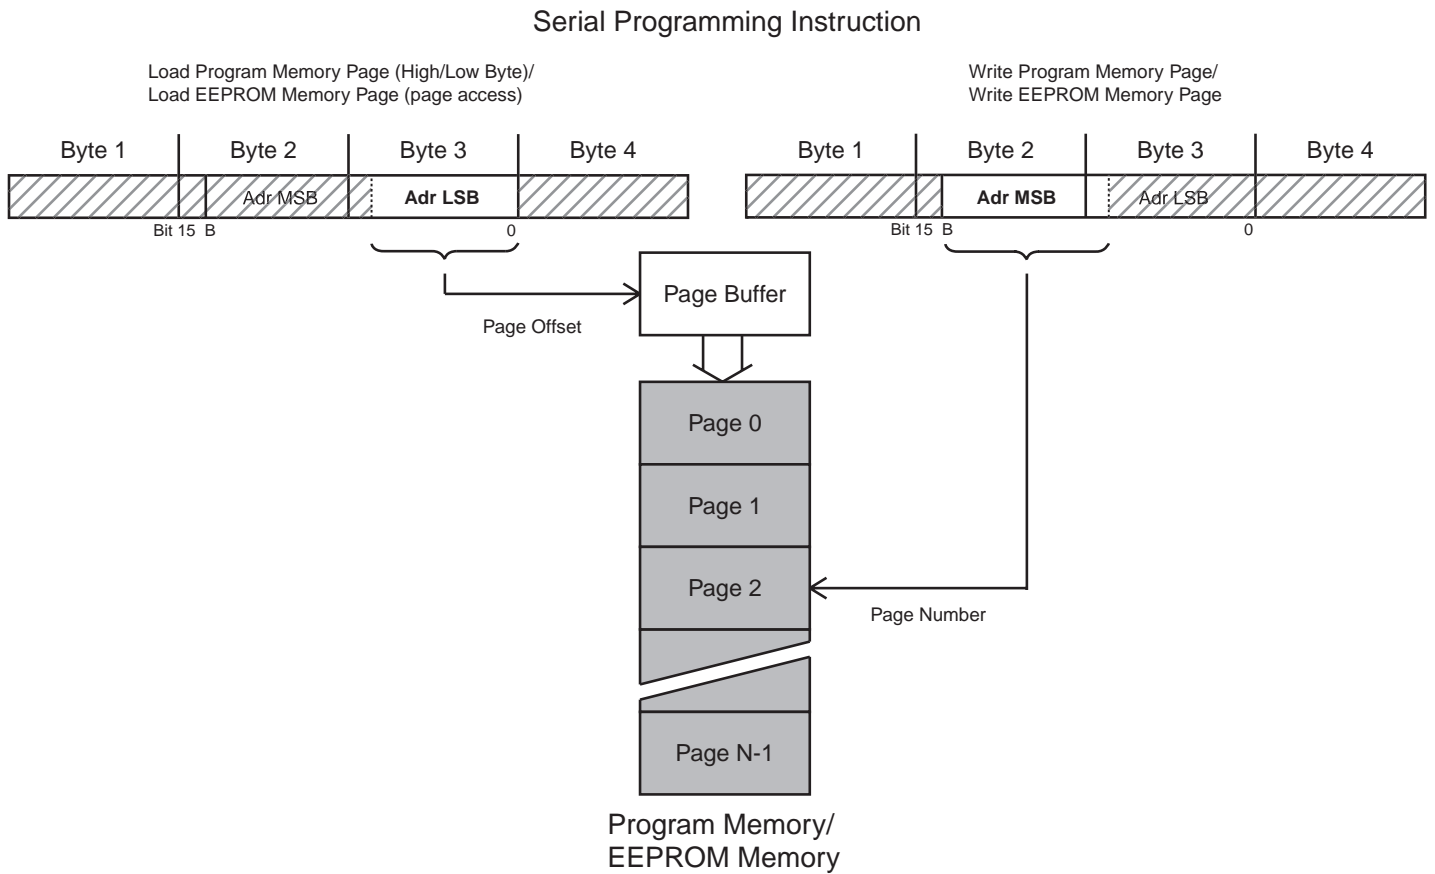 Serial Programming Instruction
Load Program Memory Page (High/Low Byte)/
Load EEPROM Memory Page (page access)
Write Program Memory Page/
Write EEPROM Memory Page
Byte 1 Byte 2 Byte 3 Byte 4
Adr MSB Adr LSB
Bit 15 B 0
Byte 1 Byte 2 Byte 3 Byte 4
Adr MSB Adr LSB
Bit 15 B 0
Page Buffer
Page Offset
Page 0
Page 1
Page 2
Page Number
Page N-1
Program Memory/
EEPROM Memory